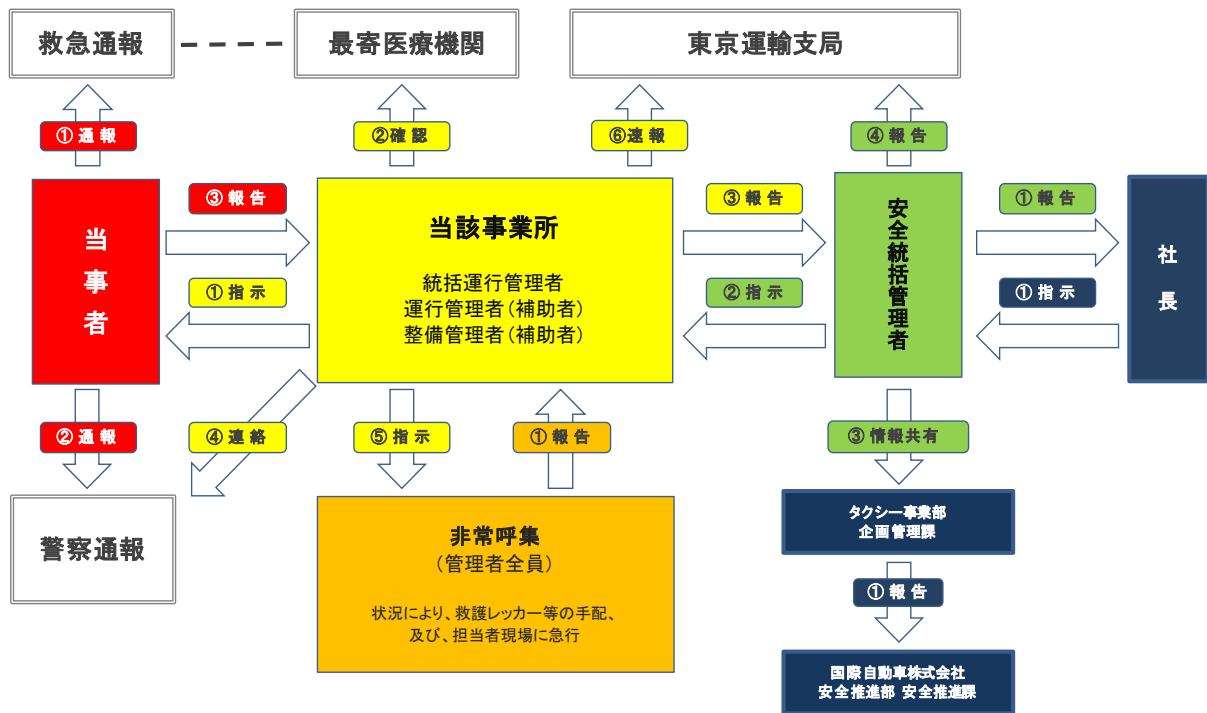 救急通報
最寄医療機関
東京運輸支局
①通報
②確認
⑥速報
④報告
当事者
③報告
①指示
当該事業所
統括運行管理者
運行管理者(補助者)
整備管理者(補助者)
③報告
②指示
安全統括管理者
①報告
①指示
社長
②通報
④連絡
⑤指示
①報告
③情報共有
警察通報
非常呼集
(管理者全員)
状況により、救護レッカー等の手配、
及び、担当者現場に急行
タクシー事業部
企画管理課
①報告
国際自動車株式会社
安全推進部 安全推進課